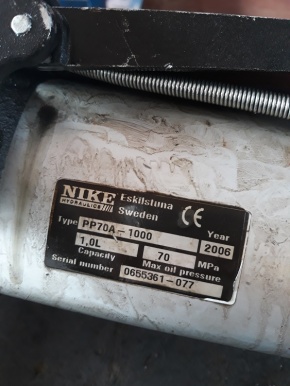 NIKE Eskilstuna
HYDRAULICS Sweden CE
Type PP70A-1000 Year 2006
1,0L 70 MPa
Capacity Max oil pressure
Serial number 0655361-077